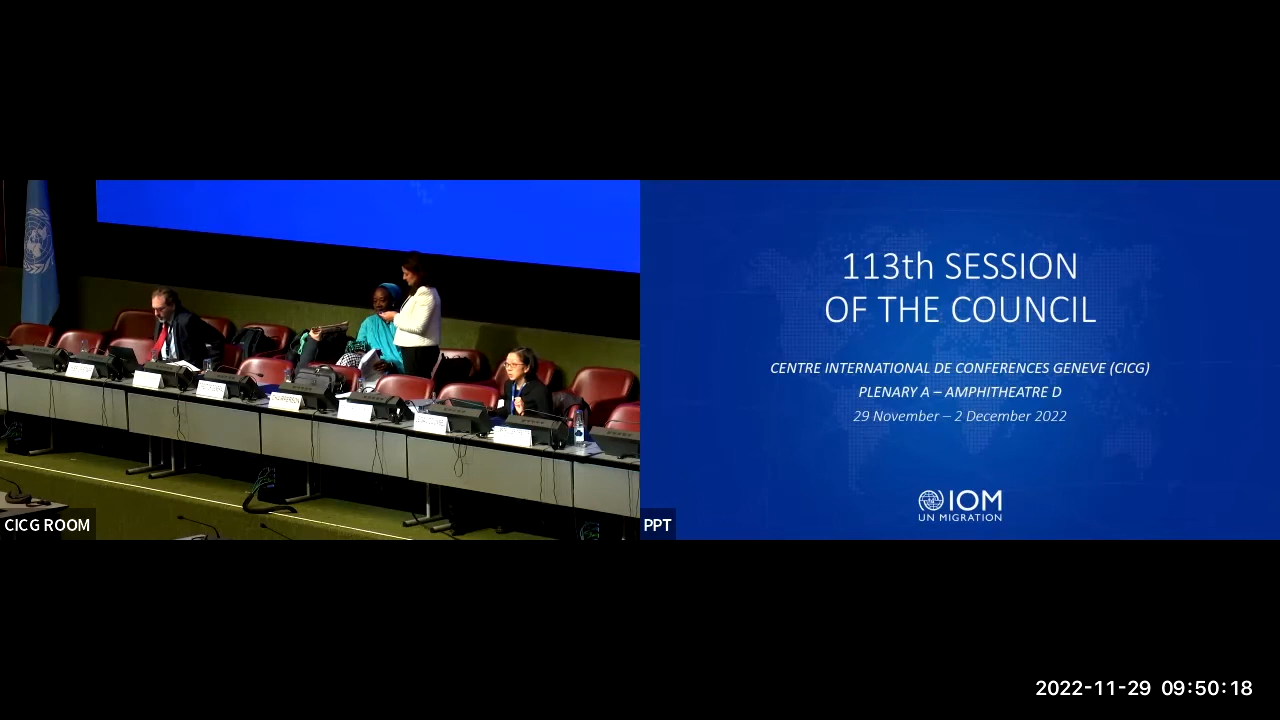 113th SESSION
OF THE COUNCIL
CENTRE INTERNATIONAL DE CONFERENCES GENEVE (CICG)
PLENARY A – AMPHITHEATRE D
29 November – 2 December 2022
IOM
UN MIGRATION
CICG ROOM
PPT
2022-11-29 09:50:18